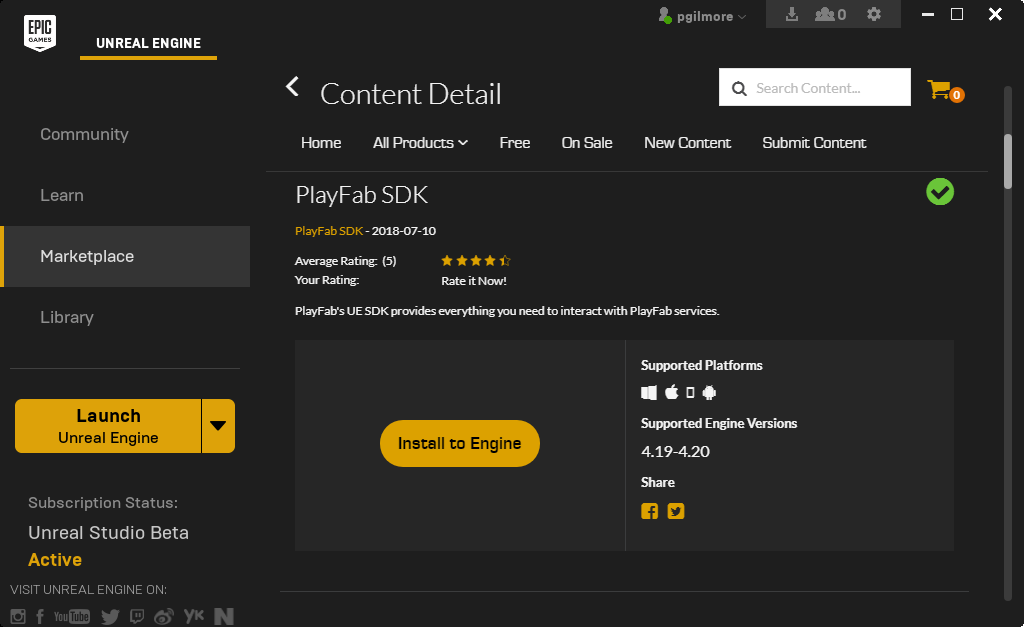 EPIC
GAMES
UNREAL ENGINE
pgilmore
0
Content Detail
Search Content...
0
Home
All Products
Free
On Sale
New Content
Submit Content
Community
Learn
Marketplace
Library
Launch
Unreal Engine
Subscription Status:
Unreal Studio Beta
Active
VISIT UNREAL ENGINE ON:
YouTube
PlayFab SDK
PlayFab SDK - 2018-07-10
Average Rating: (5)
Your Rating: Rate it Now!
PlayFab's UE SDK provides everything you need to interact with PlayFab services.
Install to Engine
Supported Platforms
Supported Engine Versions
4.19-4.20
Share